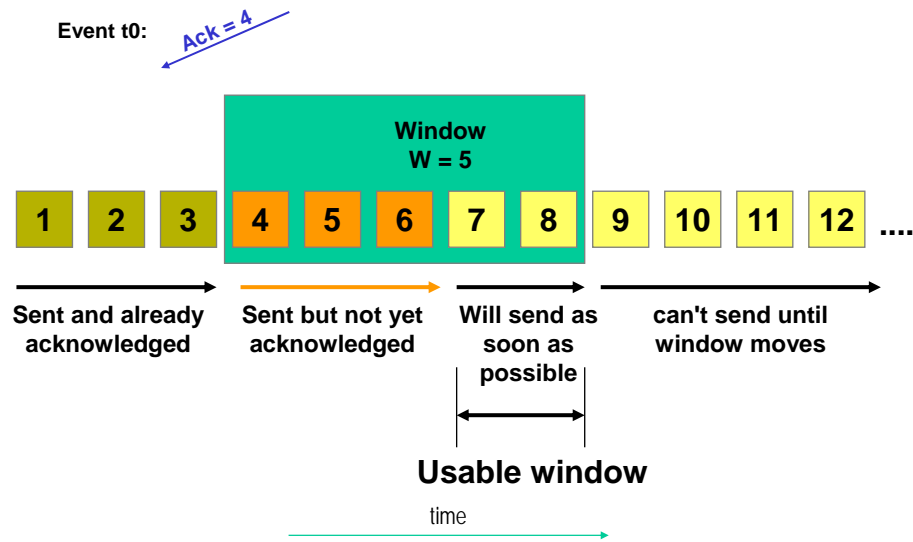 Event t0:
Ack = 4
Window
W = 5
1 2 3 4 5 6 7 8 9 10 11 12 ....
Sent and already
acknowledged
Sent but not yet
acknowledged
Will send as
soon as
possible
can't send until
window moves
Usable window
time